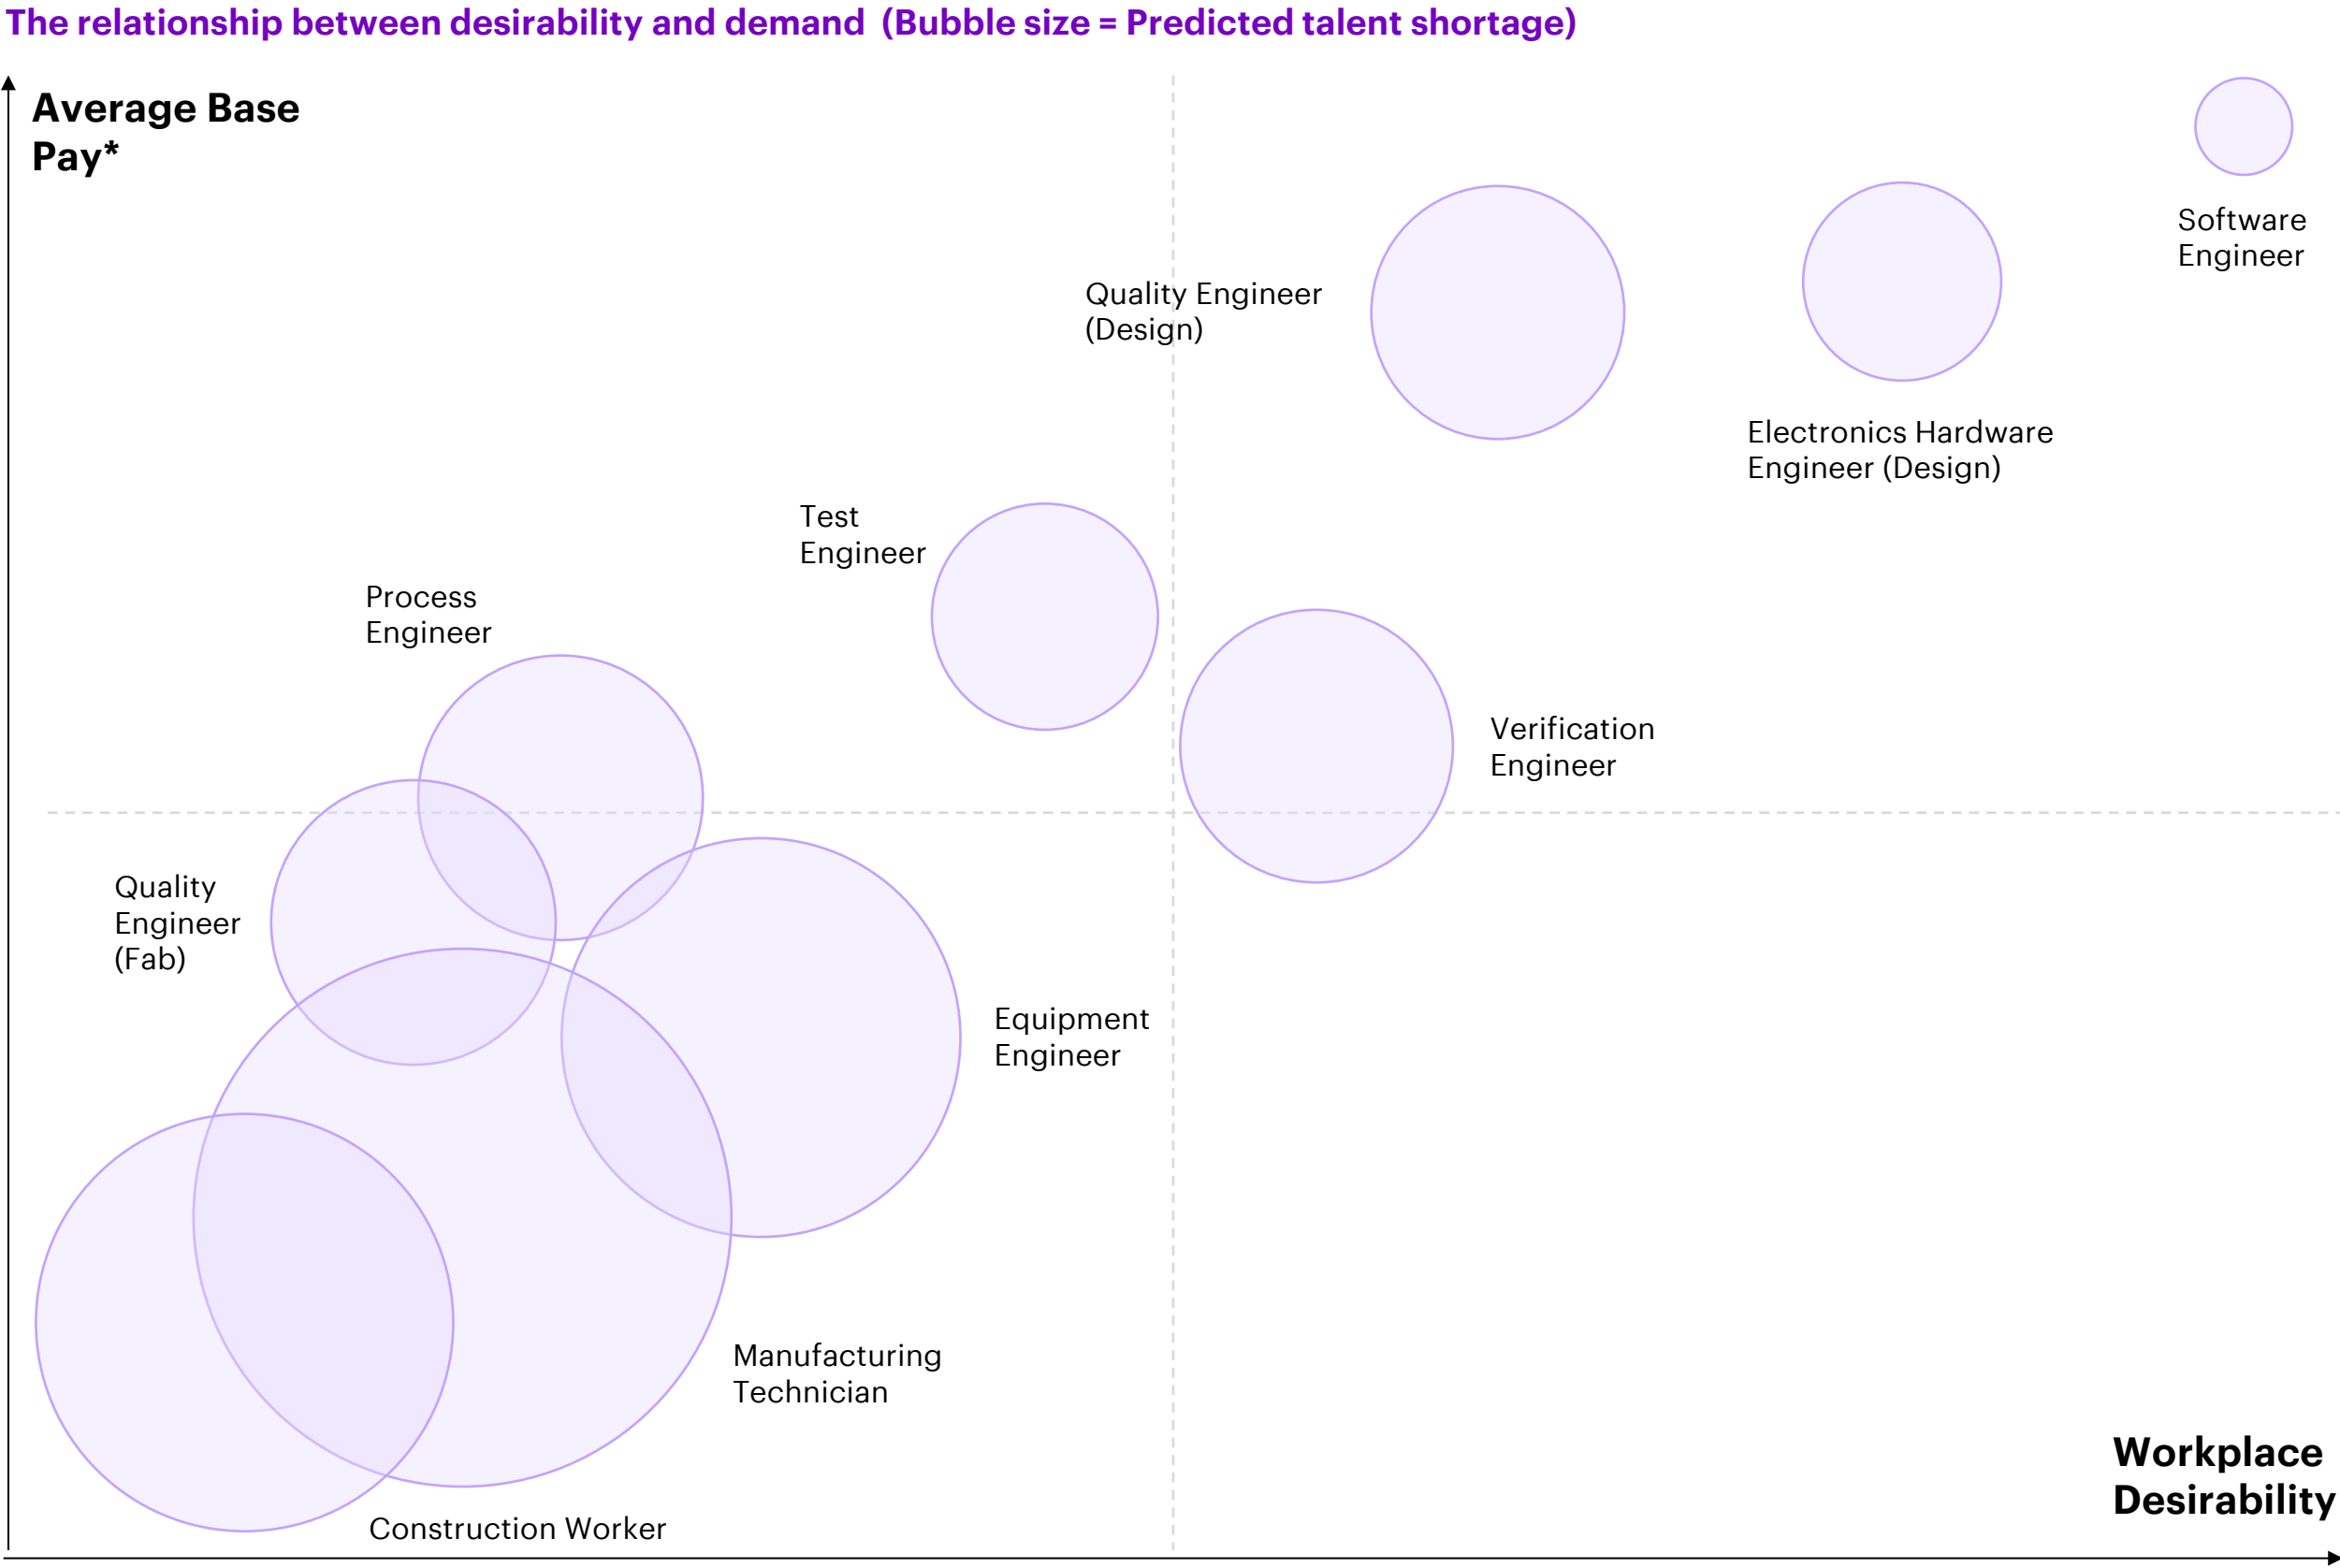 The relationship between desirability and demand  (Bubble size = Predicted talent shortage)
Average Base
Pay*
Software
Engineer
Quality Engineer
(Design)
Electronics Hardware
Engineer (Design)
Test
Engineer
Process
Engineer
Verification
Engineer
Quality
Engineer
(Fab)
Equipment
Engineer
Manufacturing
Technician
Workplace
Desirability
Construction Worker